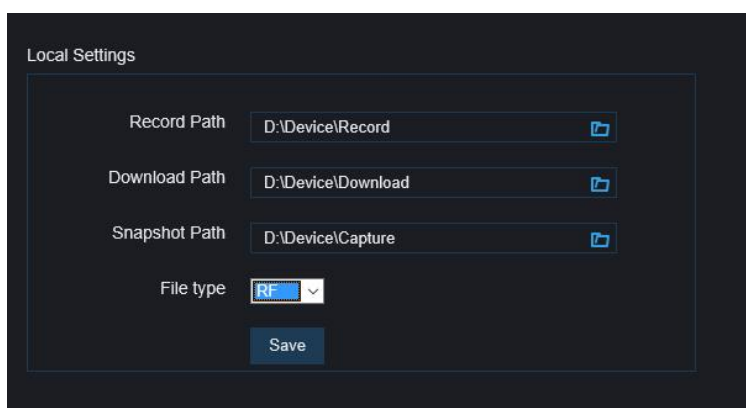 Local Settings
Record Path D:\Device\Record
Download Path D:\Device\Download
Snapshot Path D:\Device\Capture
File type RF
Save